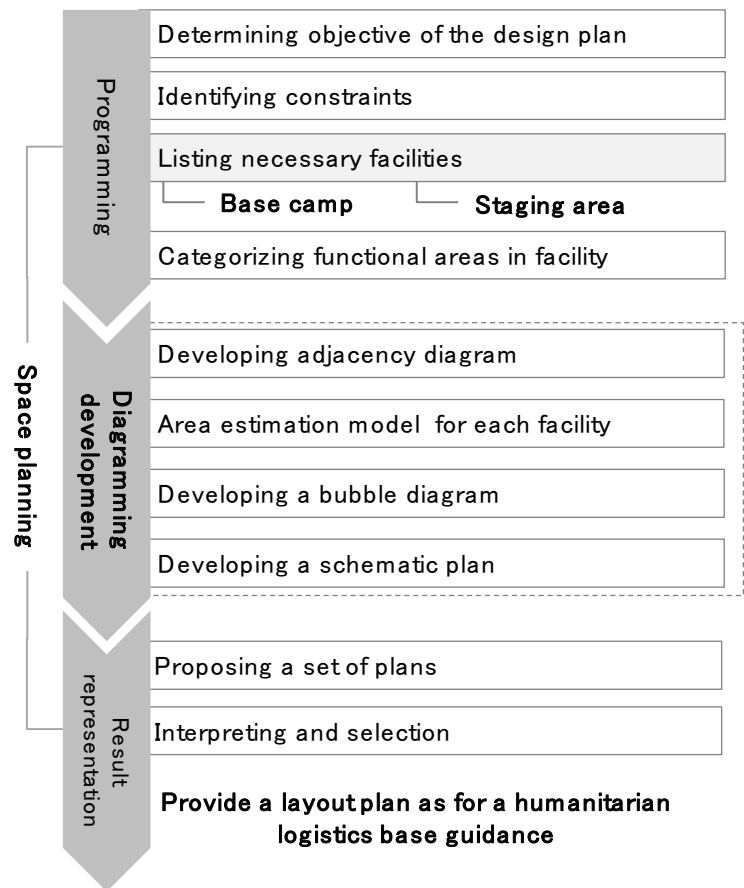 Space planning
Programming
Determining objective of the design plan
Identifying constraints
Listing necessary facilities
Base camp
Staging area
Categorizing functional areas in facility
Diagramming
development
Developing adjacency diagram
Area estimation model for each facility
Developing a bubble diagram
Developing a schematic plan
Result
representation
Proposing a set of plans
Interpreting and selection
Provide a layout plan as for a humanitarian
logistics base guidance